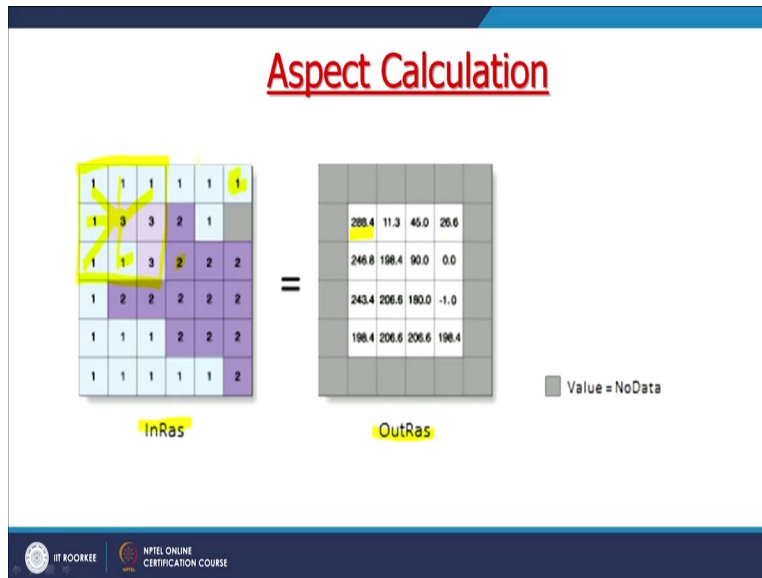 Aspect Calculation
1 1 1 1 1 1
1 3 3 2 1
1 1 3 2 2 2
1 2 2 2 2 2
1 1 1 2 2 2
1 1 1 1 1 2
=
288.4 11.3 45.0 26.6
246.8 198.4 90.0 0.0
243.4 206.6 180.0 -1.0
198.4 206.6 206.6 198.4
Value = NoData
InRas
OutRas
IIT ROORKEE
NPTEL ONLINE
CERTIFICATION COURSE